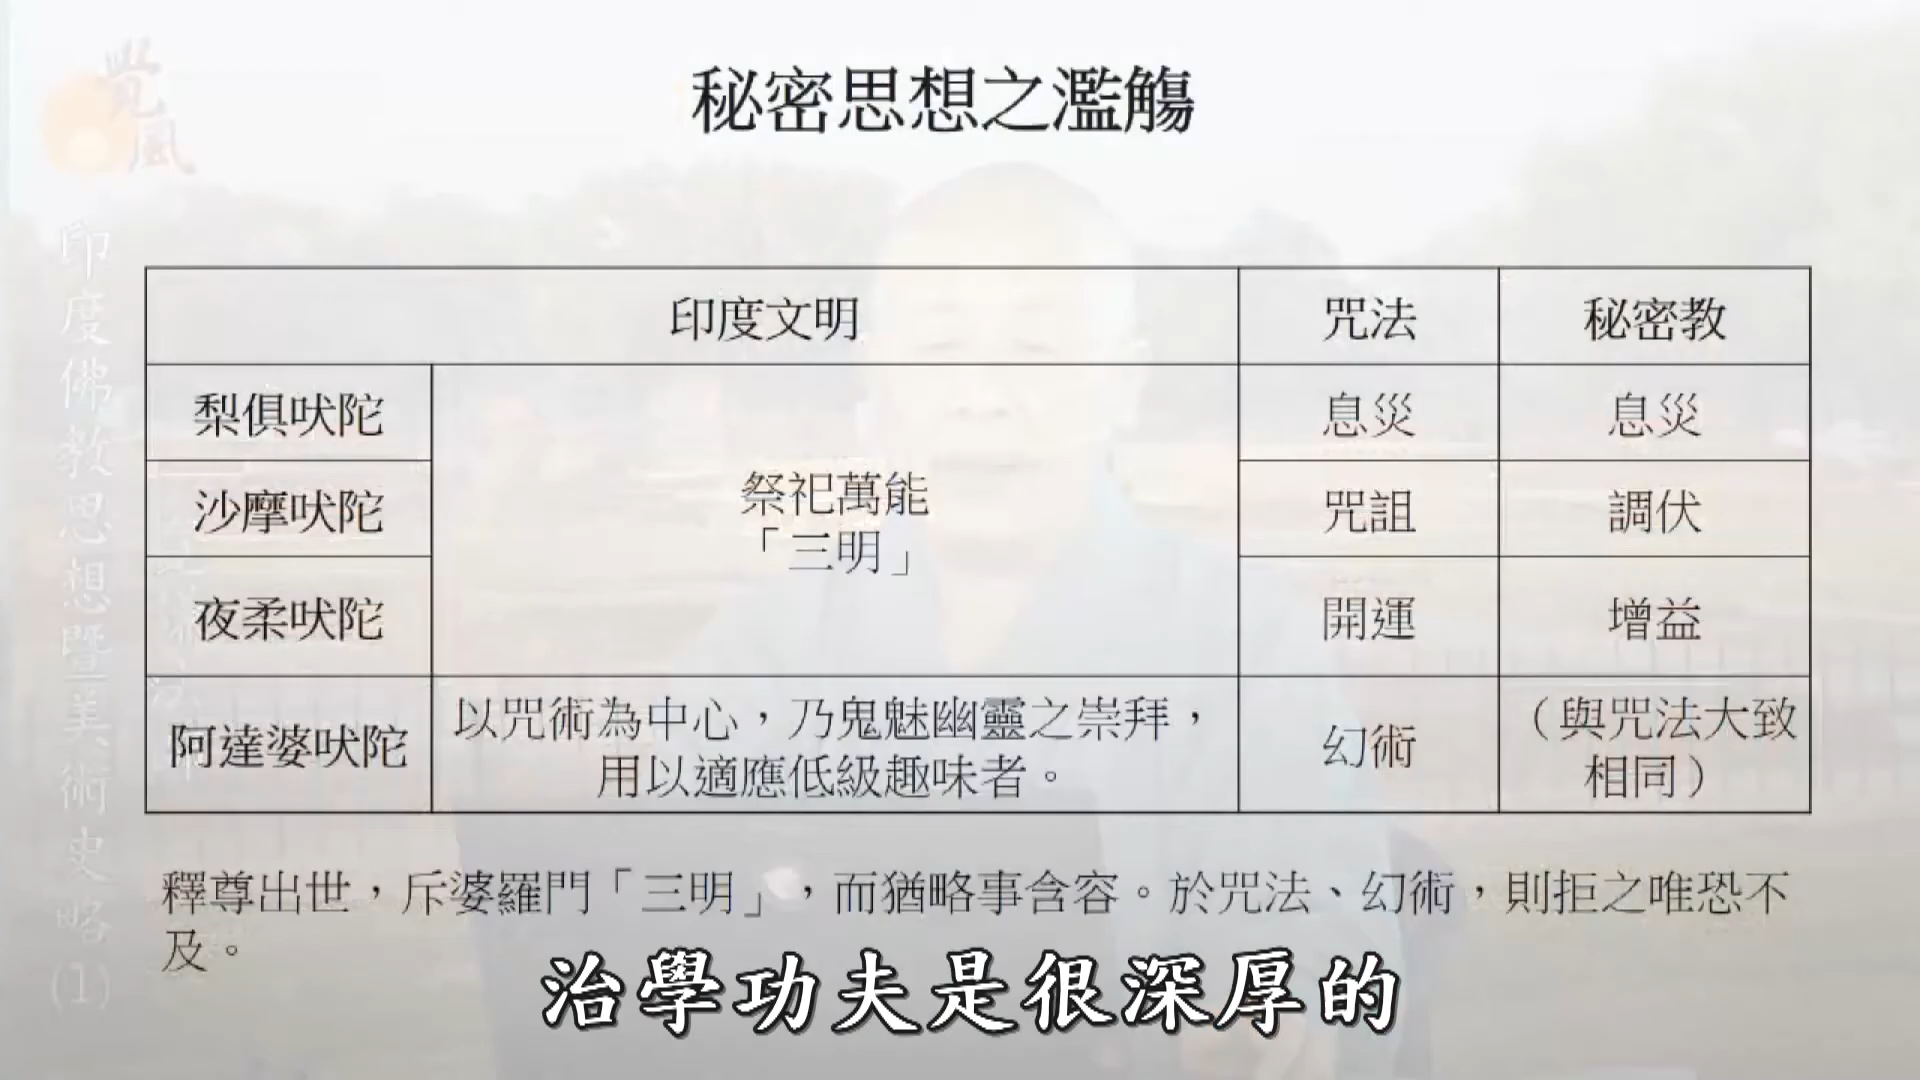 覺風
印度佛教思想暨美術史略(1)
秘密思想之濫觴
印度文明 咒法 秘密教
梨俱吠陀 息災 息災
祭祀萬能
「三明」
沙摩吠陀 咒詛 調伏
夜柔吠陀 開運 增益
阿達婆吠陀
以咒術為中心，乃鬼魅幽靈之崇拜，
用以適應低級趣味者。
幻術
（與咒法大致
相同）
釋尊出世，斥婆羅門「三明」，而猶略事含容。於咒法、幻術，則拒之唯恐不
及。
治學功夫是很深厚的